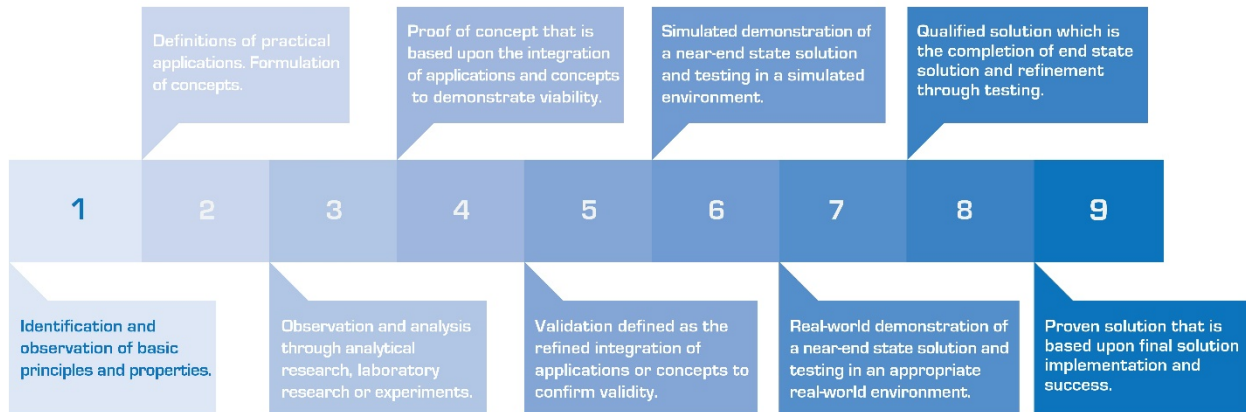 Definitions of practical
applications. Formulation
of concepts.
Proof of concept that is
based upon the integration
of applications and concepts
to demonstrate viability.
Simulated demonstration of
a near-end state solution
and testing in a simulated
environment.
Qualified solution which is
the completion of end state
solution and refinement
through testing.
1
2
3
4
5
6
7
8
9
Identification and
observation of basic
principles and properties.
Observation and analysis
through analytical
research, laboratory
research or experiments.
Validation defined as the
refined integration of
applications or concepts to
confirm validity.
Real-world demonstration of
a near-end state solution and
testing in an appropriate
real-world environment.
Proven solution that is
based upon final solution
implementation and
success.